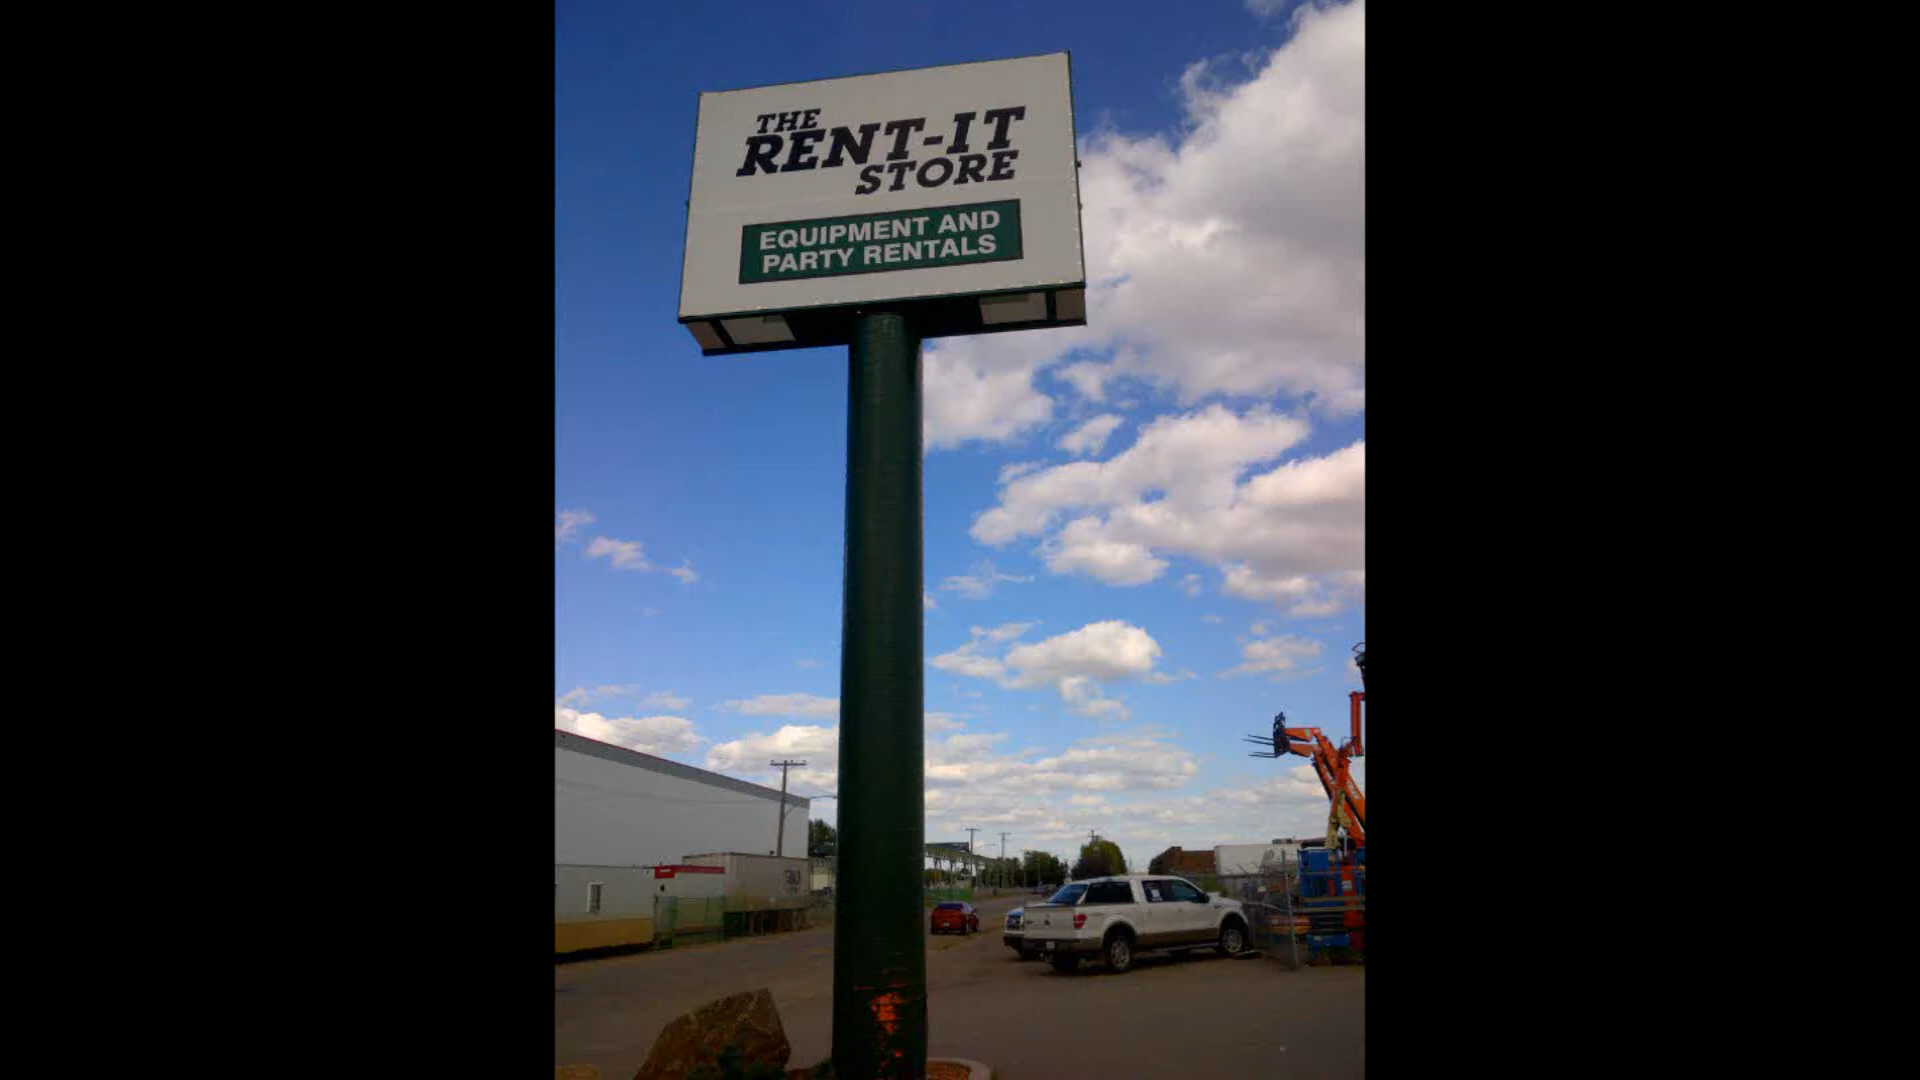 THE
RENT-IT
STORE
EQUIPMENT AND
PARTY RENTALS